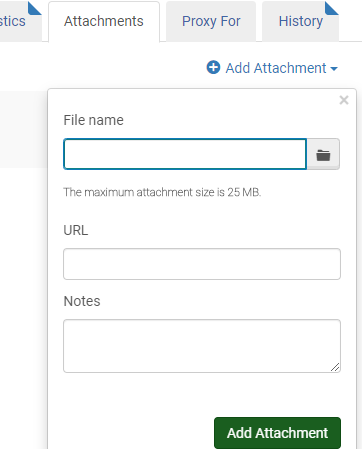 stics Attachments Proxy For History
Add Attachment
×
File name
The maximum attachment size is 25 MB.
URL
Notes
Add Attachment